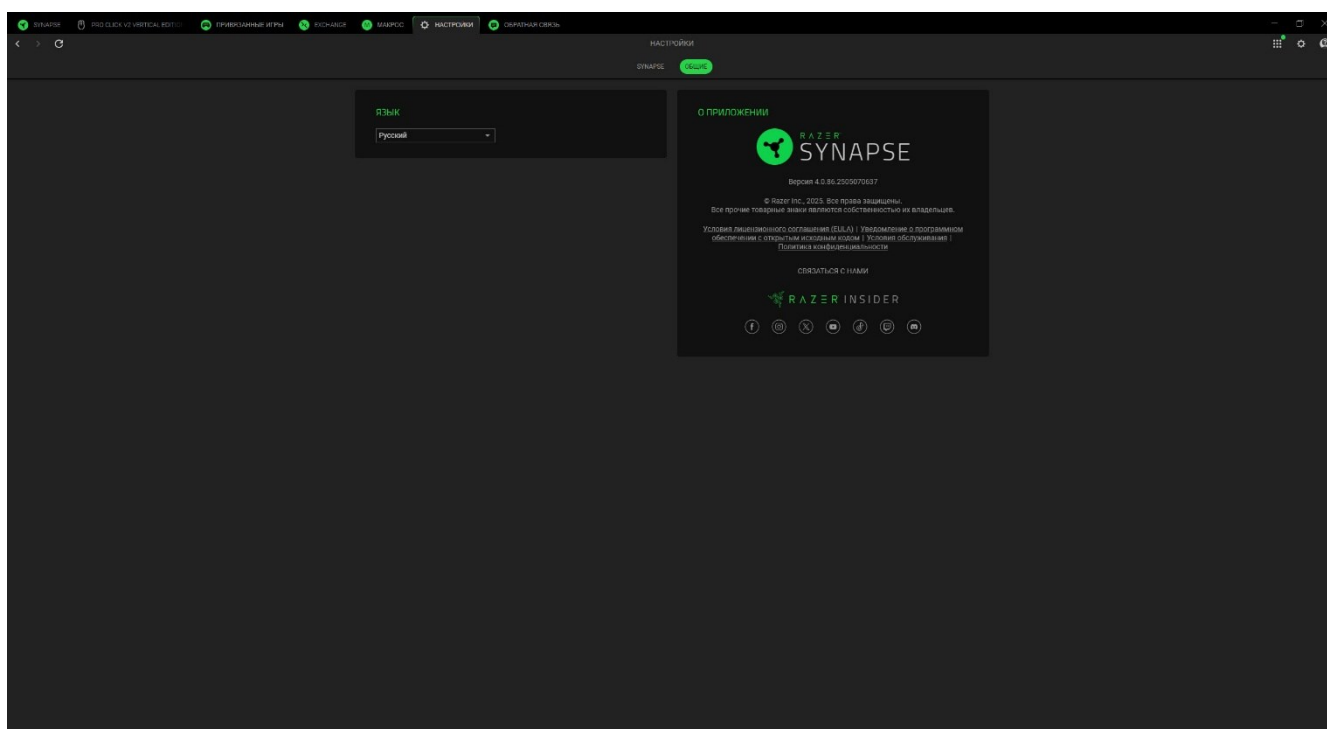 SYNAPSE
PRO CLICK V2 VERTICAL EDITIO
ПРИВЯЗАННЫЕ ИГРЫ
EXCHANGE
МАКРОС
НАСТРОЙКИ
ОБРАТНАЯ СВЯЗЬ
НАСТРОЙКИ
SYNAPSE
ОБЩИЕ
ЯЗЫК
Русский
О ПРИЛОЖЕНИИ
RAZER
SYNAPSE
Версия 4.0.86.2505070637
© Razer Inc., 2025. Все права защищены.
Все прочие товарные знаки являются собственностью их владельцев.
Условия лицензионного соглашения (EULA) | Уведомление о программном
обеспечении с открытым исходным кодом | Условия обслуживания |
Политика конфиденциальности
СВЯЗАТЬСЯ С НАМИ
RAZER INSIDER